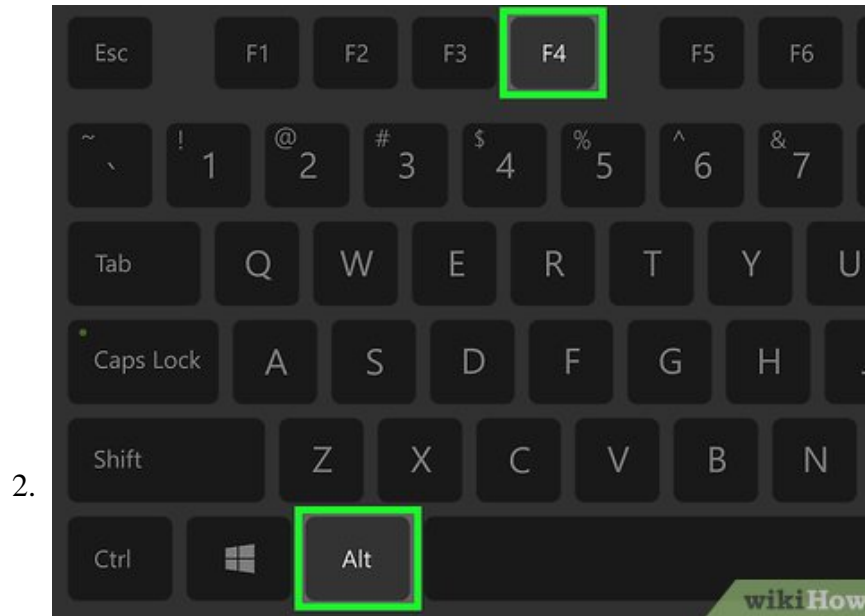 Esc F1 F2 F3 F4 F5 F6
~ ` ! 1 @ 2 # 3 $ 4 % 5 ^ 6 & 7
Tab Q W E R T Y U
Caps Lock A S D F G H
Shift Z X C V B N
2.
Ctrl Alt
wikiHow